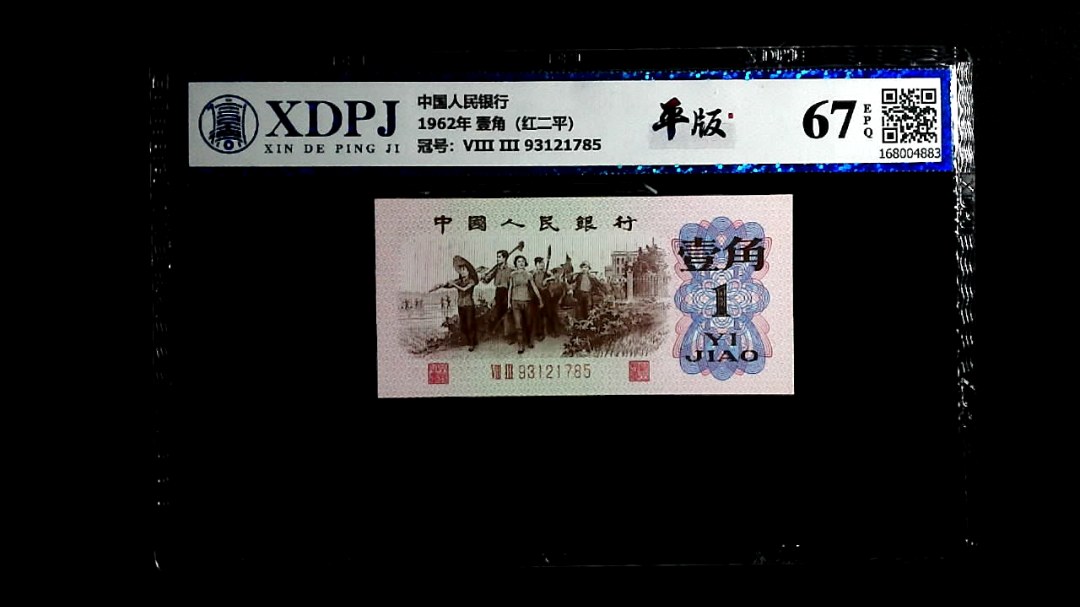 XDPJ
XIN DE PING JI
中国人民银行
1962年 壹角（红二平）
冠号：VIII III 93121785
平版
67
EPQ
168004883
中國人民銀行
壹角
1
YI
JIAO
VIII III 93121785